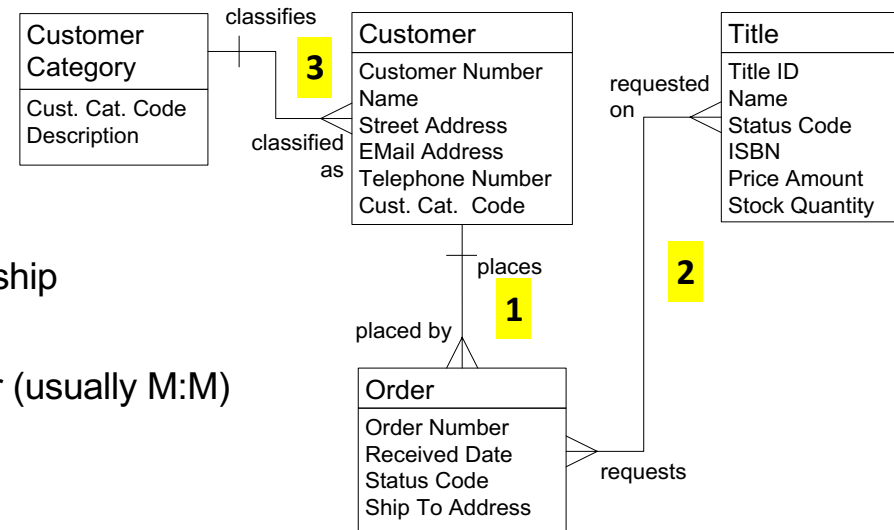 classifies
Customer
Category
Cust. Cat. Code
Description
3
classified
as
Customer
Customer Number
Name
Street Address
EMail Address
Telephone Number
Cust. Cat. Code
requested
on
Title
Title ID
Name
Status Code
ISBN
Price Amount
Stock Quantity
ship
places
1
2
placed by
r (usually M:M)
Order
Order Number
Received Date
Status Code
Ship To Address
requests